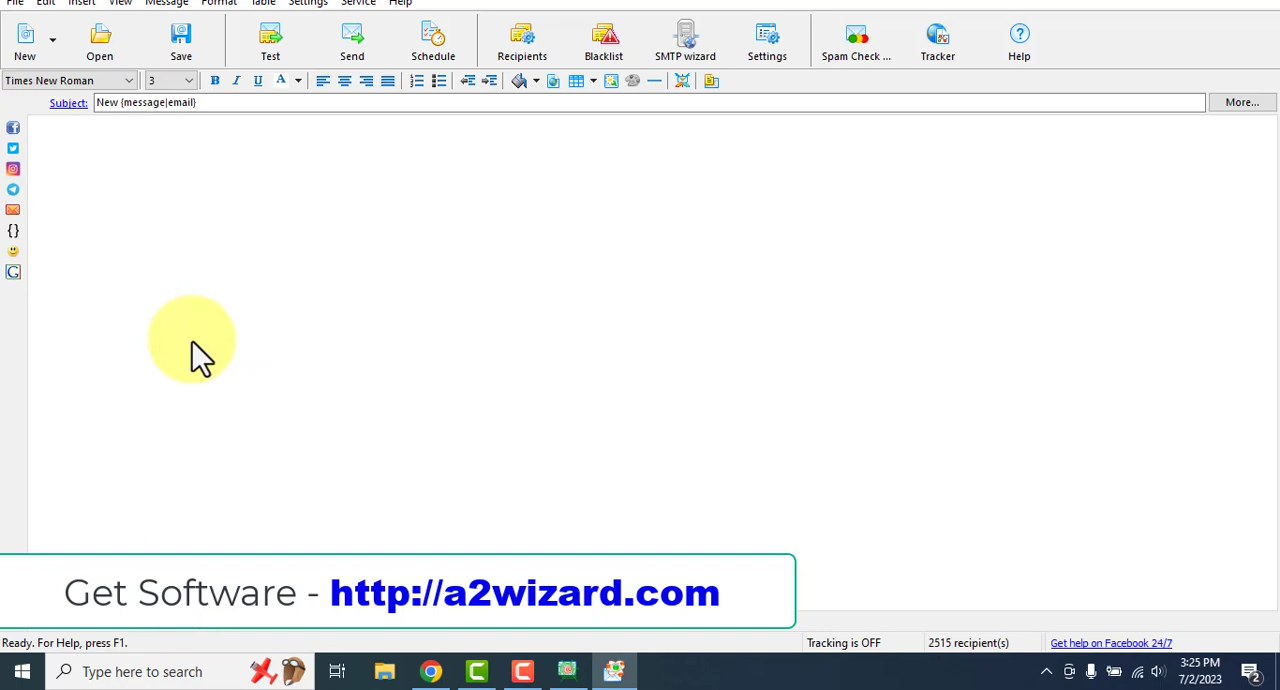 File Edit Insert View Message Format Table Settings Service Help
New Open Save Test Send Schedule Recipients Blacklist SMTP wizard Settings Spam Check ... Tracker Help
Times New Roman 3 B I U A
Subject: New {message|email} More...
{}
G
Get Software - http://a2wizard.com
Ready. For Help, press F1. Tracking is OFF 2515 recipient(s) Get help on Facebook 24/7
Type here to search
3:25 PM
7/2/2023
2